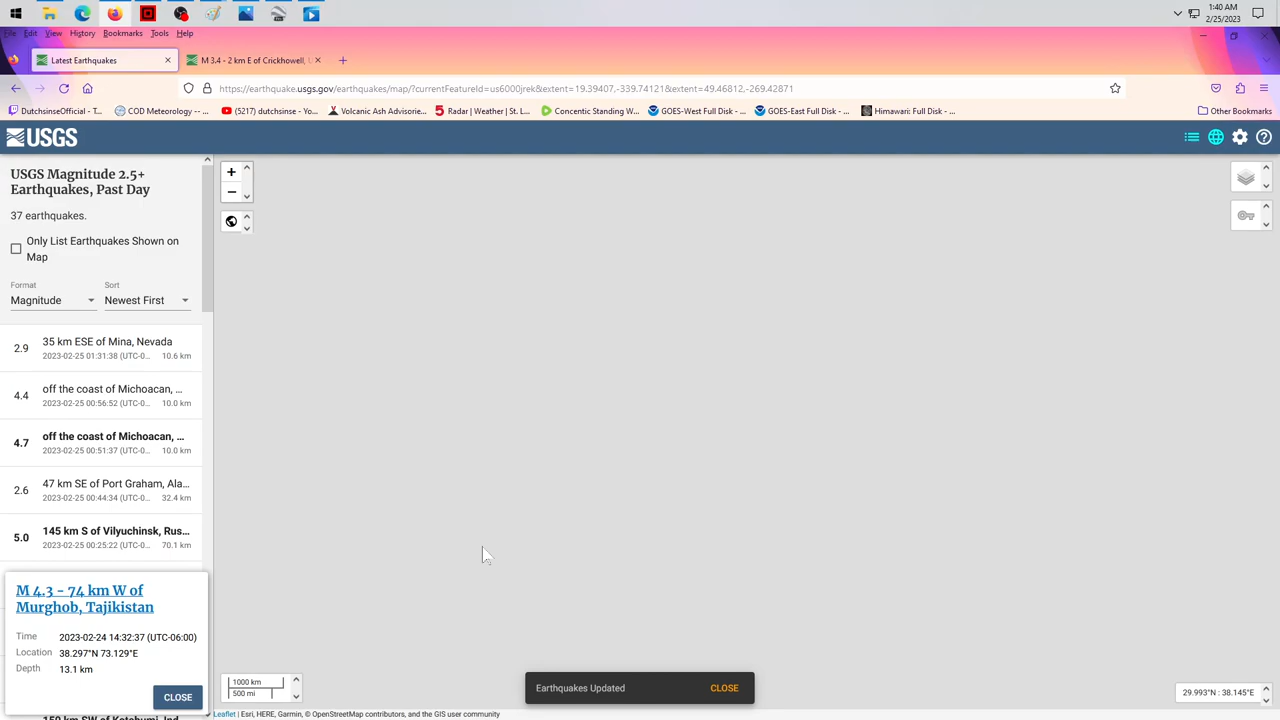 1:40 AM
2/25/2023
File Edit View History Bookmarks Tools Help
Latest Earthquakes
M 3.4 - 2 km E of Crickhowell, U
https://earthquake.usgs.gov/earthquakes/map/?currentFeatureId=us6000jrek&extent=19.39407,-339.74121&extent=49.46812,-269.42871
DutchsinseOfficial - T... COD Meteorology -- ... (5217) dutchsinse - Yo... Volcanic Ash Advisorie... Radar | Weather | St. L... Concentic Standing W... GOES-West Full Disk - ... GOES-East Full Disk - ... Himawari: Full Disk - ... Other Bookmarks
USGS
USGS Magnitude 2.5+
Earthquakes, Past Day
37 earthquakes.
Only List Earthquakes Shown on
Map
Format Sort
Magnitude Newest First
2.9 35 km ESE of Mina, Nevada
2023-02-25 01:31:38 (UTC-0... 10.6 km
4.4 off the coast of Michoacan, ...
2023-02-25 00:56:52 (UTC-0... 10.0 km
4.7 off the coast of Michoacan, ...
2023-02-25 00:51:37 (UTC-0... 10.0 km
2.6 47 km SE of Port Graham, Ala...
2023-02-25 00:44:34 (UTC-0... 32.4 km
5.0 145 km S of Vilyuchinsk, Rus...
2023-02-25 00:25:22 (UTC-0... 70.1 km
M 4.3 - 74 km W of
Murghob, Tajikistan
Time 2023-02-24 14:32:37 (UTC-06:00)
Location 38.297°N 73.129°E
Depth 13.1 km
CLOSE
1000 km
500 mi
Earthquakes Updated CLOSE
29.993°N : 38.145°E
Leaflet | Esri, HERE, Garmin, © OpenStreetMap contributors, and the GIS user community